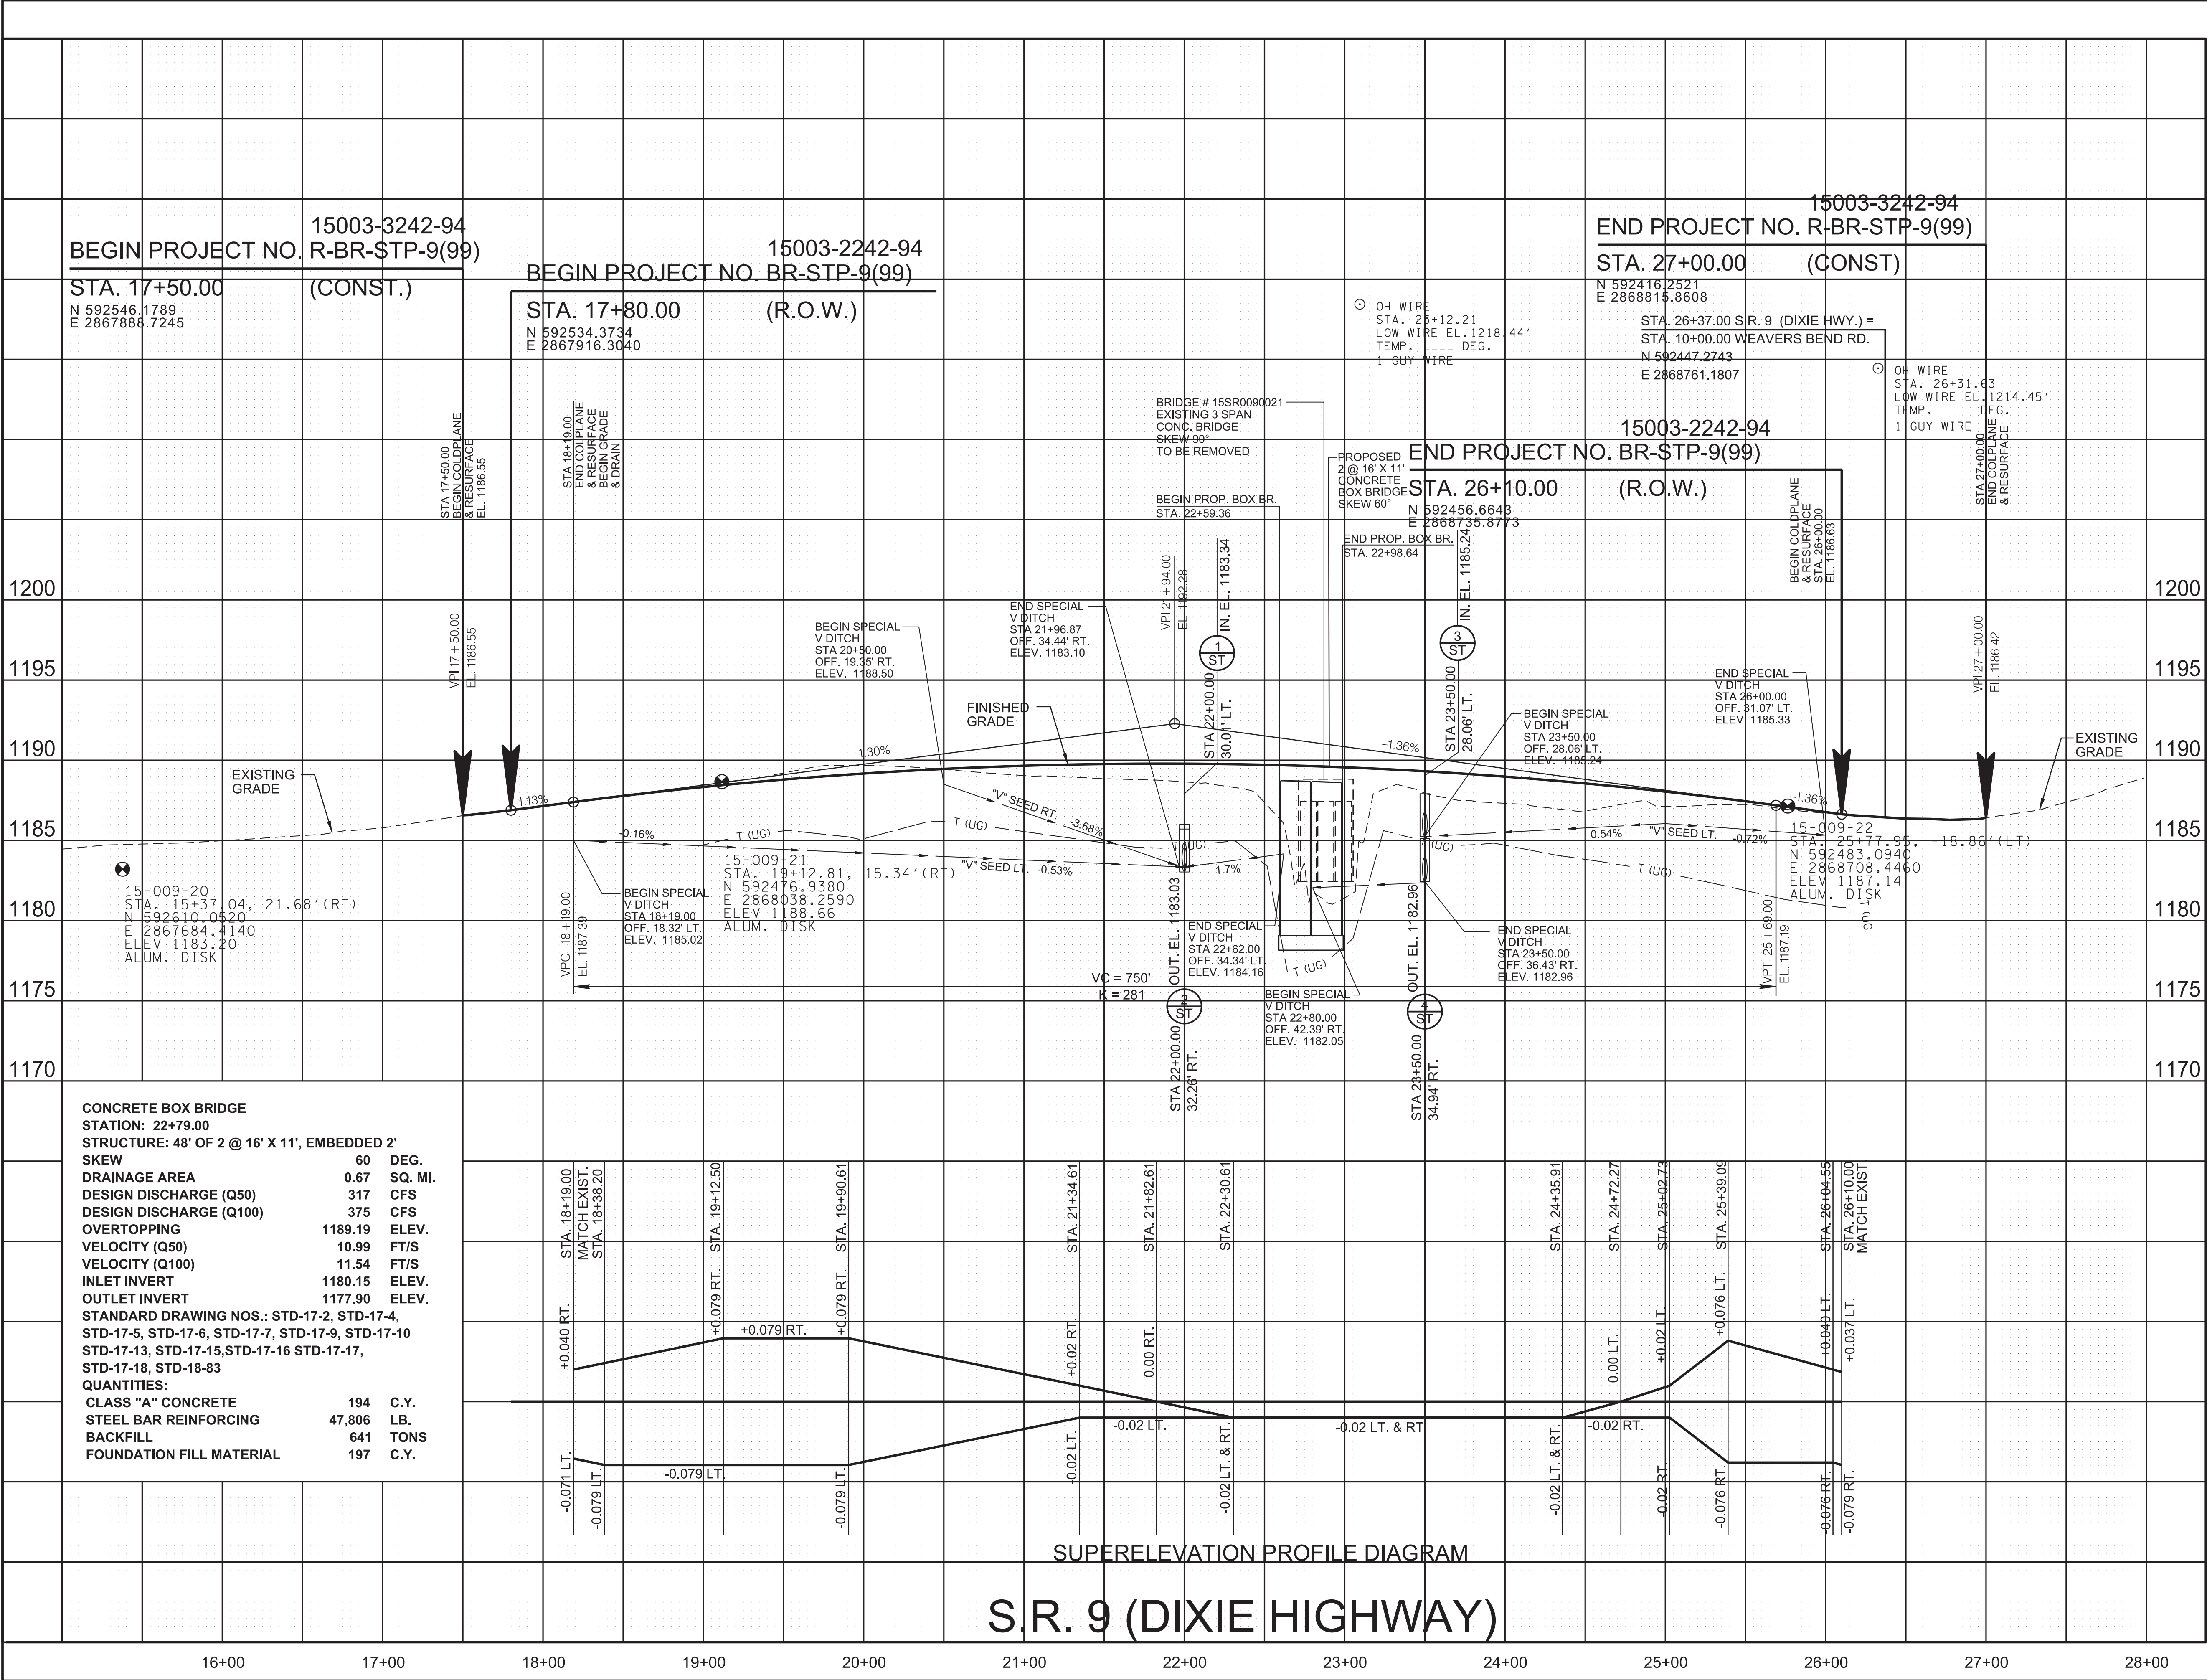 15003-3242-94
BEGIN PROJECT NO. R-BR-STP-9(99)
STA. 17+50.00 (CONST.)
N 592546.1789
E 2867888.7245
15003-2242-94
BEGIN PROJECT NO. BR-STP-9(99)
STA. 17+80.00 (R.O.W.)
N 592534.3734
E 2867916.3040
15003-3242-94
END PROJECT NO. R-BR-STP-9(99)
STA. 27+00.00 (CONST)
N 592416.2521
E 2868815.8608
STA. 26+37.00 S.R. 9 (DIXIE HWY.) =
STA. 10+00.00 WEAVERS BEND RD.
N 592447.2743
E 2868761.1807
OH WIRE
STA. 23+12.21
LOW WIRE EL.1218.44'
TEMP. ____ DEG.
1 GUY WIRE
OH WIRE
STA. 26+31.63
LOW WIRE EL.1214.45'
TEMP. ____ DEG.
1 GUY WIRE
15003-2242-94
END PROJECT NO. BR-STP-9(99)
STA. 26+10.00 (R.O.W.)
N 592456.6643
E 2868735.8773
STA 17+50.00
BEGIN COLDPLANE
& RESURFACE
EL. 1186.55
STA 18+19.00
END COLPLANE
& RESURFACE
BEGIN GRADE
& DRAIN
BRIDGE # 15SR0090021
EXISTING 3 SPAN
CONC. BRIDGE
SKEW 90°
TO BE REMOVED
PROPOSED
2 @ 16' X 11'
CONCRETE
BOX BRIDGE
SKEW 60°
BEGIN PROP. BOX BR.
STA. 22+59.36
END PROP. BOX BR.
STA. 22+98.64
BEGIN COLDPLANE
& RESURFACE
STA. 26+00.00
EL. 1186.63
STA 27+00.00
END COLPLANE
& RESURFACE
1200
1195
1190
1185
1180
1175
1170
1200
1195
1190
1185
1180
1175
1170
VPI 17 + 50.00
EL. 1186.55
BEGIN SPECIAL
V DITCH
STA 20+50.00
OFF. 19.35' RT.
ELEV. 1188.50
END SPECIAL
V DITCH
STA 21+96.87
OFF. 34.44' RT.
ELEV. 1183.10
VPI 21 + 94.00
EL. 1192.28
IN. EL. 1183.34
1
ST
STA 22+00.00
30.01' LT.
IN. EL. 1185.24
3
ST
STA 23+50.00
28.06' LT.
BEGIN SPECIAL
V DITCH
STA 23+50.00
OFF. 28.06' LT.
ELEV. 1185.24
END SPECIAL
V DITCH
STA 26+00.00
OFF. 31.07' LT.
ELEV. 1185.33
VPI 27 + 00.00
EL. 1186.42
FINISHED
GRADE
EXISTING
GRADE
EXISTING
GRADE
1.13%
1.30%
-1.36%
-1.36%
"V" SEED RT.
-3.68%
-0.16%
"V" SEED LT. -0.53%
1.7%
0.54%
"V" SEED LT.
-0.72%
T (UG)
T (UG)
T (UG)
T (UG)
T (UG)
T (UG)
T (UG)
15-009-20
STA. 15+37.04, 21.68'(RT)
N 592610.0520
E 2867684.4140
ELEV 1183.20
ALUM. DISK
15-009-21
STA. 19+12.81, 15.34'(RT)
N 592476.9380
E 2868038.2590
ELEV 1188.66
ALUM. DISK
15-009-22
STA. 25+77.95, -18.86'(LT)
N 592483.0940
E 2868708.4460
ELEV 1187.14
ALUM. DISK
BEGIN SPECIAL
V DITCH
STA 18+19.00
OFF. 18.32' LT.
ELEV. 1185.02
VPC 18 + 19.00
EL. 1187.39
END SPECIAL
V DITCH
STA 22+62.00
OFF. 34.34' LT.
ELEV. 1184.16
END SPECIAL
V DITCH
STA 23+50.00
OFF. 36.43' RT.
ELEV. 1182.96
VPT 25 + 69.00
EL. 1187.19
VC = 750'
K = 281
OUT. EL. 1183.03
2
ST
STA 22+00.00
32.26' RT.
BEGIN SPECIAL
V DITCH
STA 22+80.00
OFF. 42.39' RT.
ELEV. 1182.05
OUT. EL. 1182.96
4
ST
STA 23+50.00
34.94' RT.
CONCRETE BOX BRIDGE
STATION: 22+79.00
STRUCTURE: 48' OF 2 @ 16' X 11', EMBEDDED 2'
SKEW 60 DEG.
DRAINAGE AREA 0.67 SQ. MI.
DESIGN DISCHARGE (Q50) 317 CFS
DESIGN DISCHARGE (Q100) 375 CFS
OVERTOPPING 1189.19 ELEV.
VELOCITY (Q50) 10.99 FT/S
VELOCITY (Q100) 11.54 FT/S
INLET INVERT 1180.15 ELEV.
OUTLET INVERT 1177.90 ELEV.
STANDARD DRAWING NOS.: STD-17-2, STD-17-4,
STD-17-5, STD-17-6, STD-17-7, STD-17-9, STD-17-10
STD-17-13, STD-17-15,STD-17-16 STD-17-17,
STD-17-18, STD-18-83
QUANTITIES:
CLASS "A" CONCRETE 194 C.Y.
STEEL BAR REINFORCING 47,806 LB.
BACKFILL 641 TONS
FOUNDATION FILL MATERIAL 197 C.Y.
STA. 18+19.00
MATCH EXIST.
STA. 18+38.20
STA. 19+12.50
STA. 19+90.61
STA. 21+34.61
STA. 21+82.61
STA. 22+30.61
STA. 24+35.91
STA. 24+72.27
STA. 25+02.73
STA. 25+39.09
STA. 26+04.55
STA. 26+10.00
MATCH EXIST.
+0.040 RT.
+0.079 RT.
+0.079 RT.
+0.079 RT.
+0.02 RT.
0.00 RT.
0.00 LT.
+0.02 LT.
+0.076 LT.
+0.040 LT.
+0.037 LT.
-0.071 LT.
-0.079 LT.
-0.079 LT.
-0.079 LT.
-0.02 LT.
-0.02 LT.
-0.02 LT. & RT.
-0.02 LT. & RT.
-0.02 LT. & RT.
-0.02 RT.
-0.02 RT.
-0.076 RT.
-0.076 RT.
-0.079 RT.
SUPERELEVATION PROFILE DIAGRAM
S.R. 9 (DIXIE HIGHWAY)
16+00 17+00 18+00 19+00 20+00 21+00 22+00 23+00 24+00 25+00 26+00 27+00 28+00